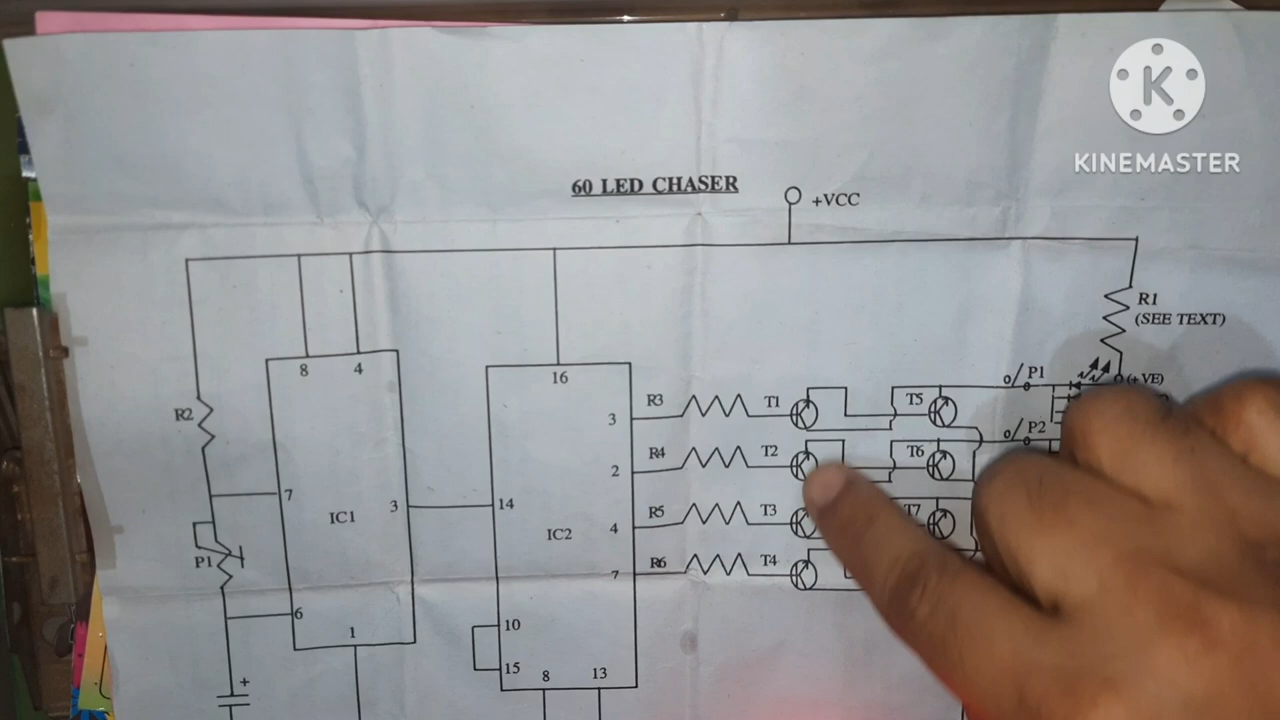 KINEMASTER
60 LED CHASER
+VCC
R1
(SEE TEXT)
(+VE)
P1
P2
8
4
16
R2
7
IC1
3
P1
6
1
+
14
IC2
3
2
4
7
10
15
8
13
R3
R4
R5
R6
T1
T2
T3
T4
T5
T6
T7